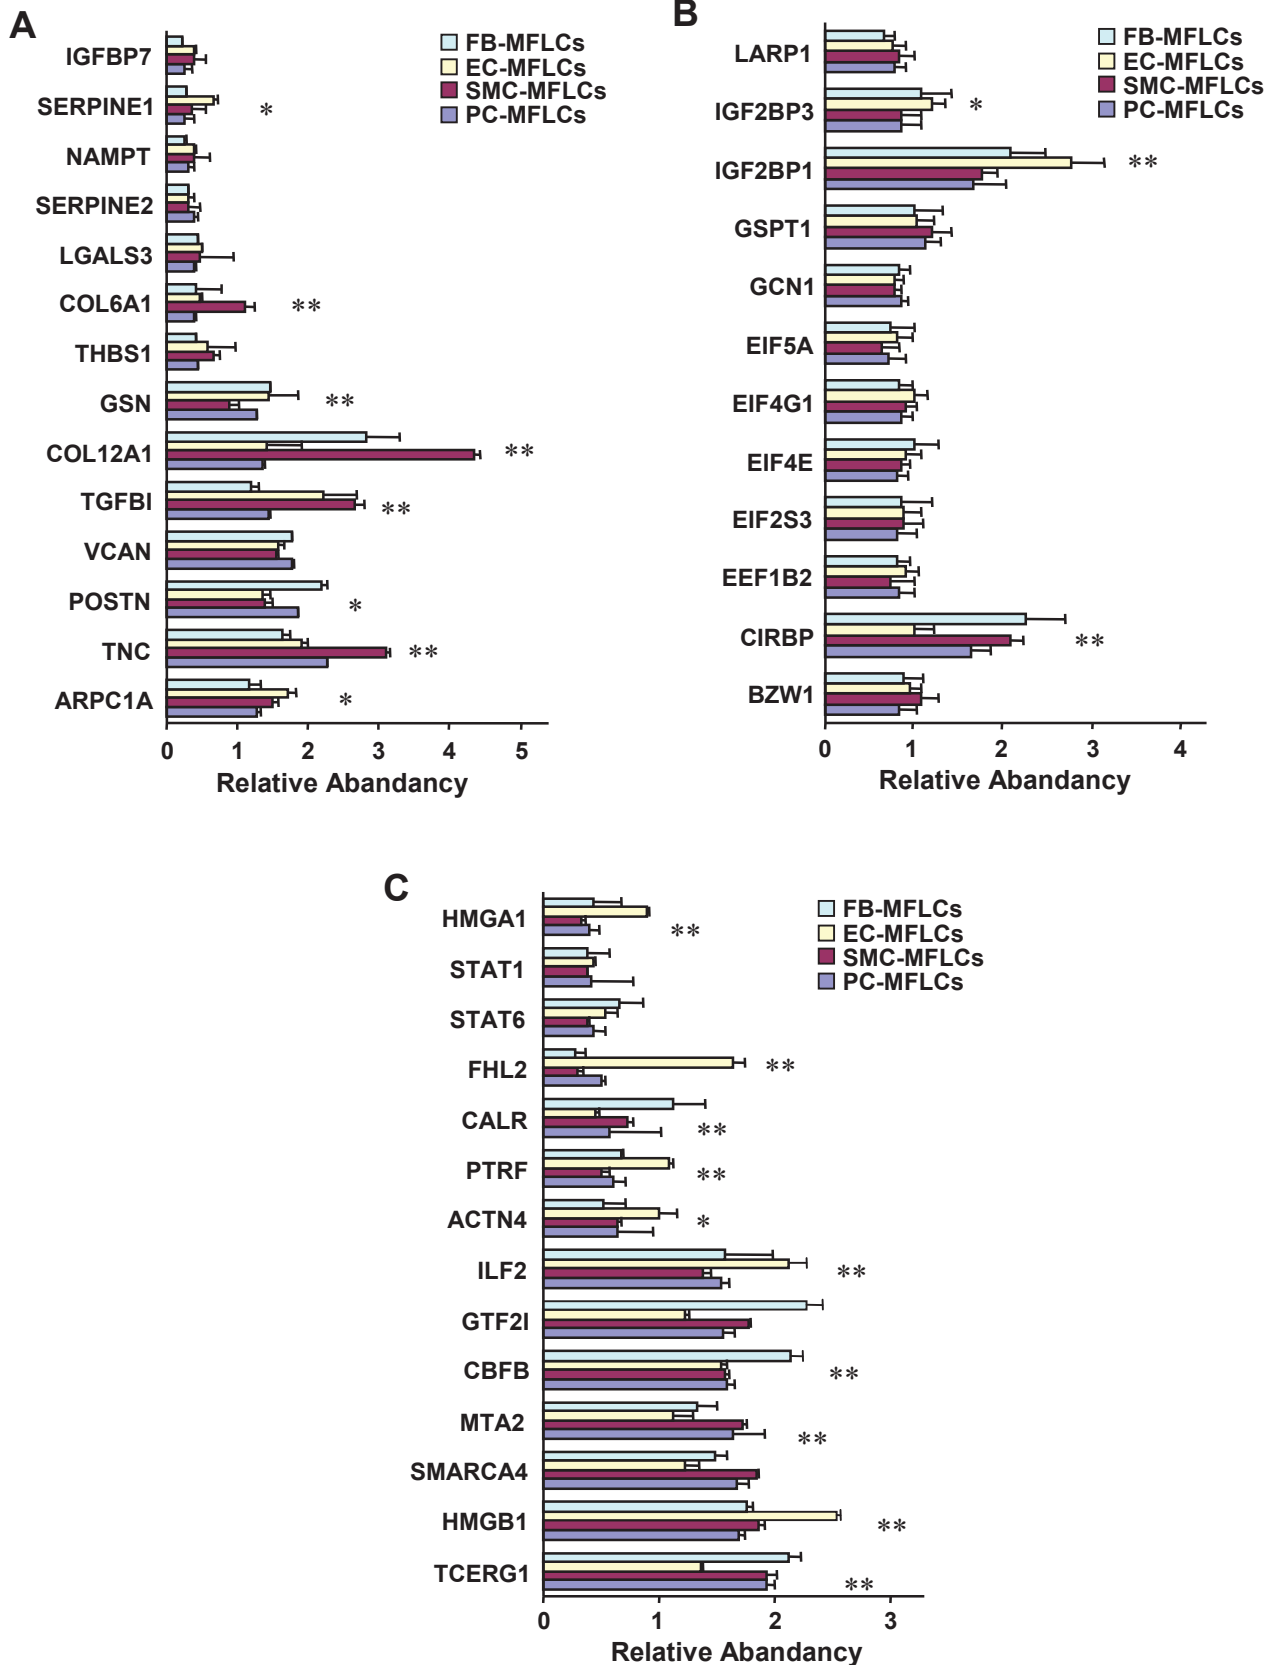 A
FB-MFLCs
EC-MFLCs
SMC-MFLCs
PC-MFLCs
IGFBP7
SERPINE1 *
NAMPT
SERPINE2
LGALS3
COL6A1 **
THBS1
GSN **
COL12A1 **
TGFBI **
VCAN
POSTN *
TNC **
ARPC1A *
0 1 2 3 4 5
Relative Abandancy
B
FB-MFLCs
EC-MFLCs
SMC-MFLCs
PC-MFLCs
LARP1
IGF2BP3 *
IGF2BP1 **
GSPT1
GCN1
EIF5A
EIF4G1
EIF4E
EIF2S3
EEF1B2
CIRBP **
BZW1
0 1 2 3 4
Relative Abandancy
C
FB-MFLCs
EC-MFLCs
SMC-MFLCs
PC-MFLCs
HMGA1 **
STAT1
STAT6
FHL2 **
CALR **
PTRF **
ACTN4 *
ILF2 **
GTF2I
CBFB **
MTA2 **
SMARCA4
HMGB1 **
TCERG1 **
0 1 2 3
Relative Abandancy